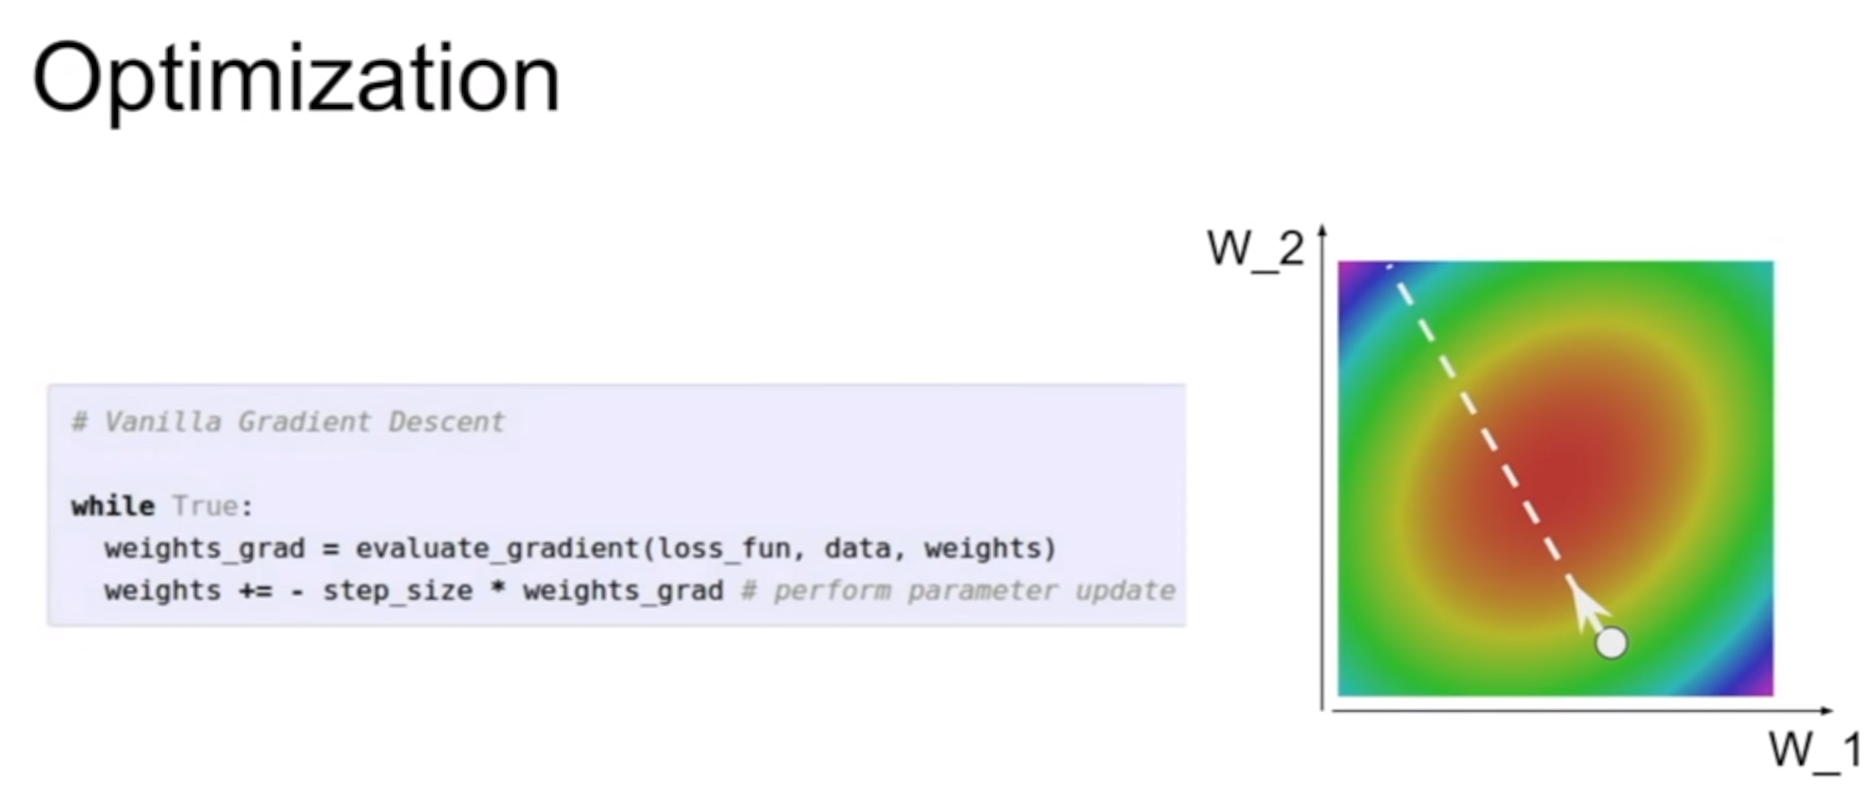 Optimization
# Vanilla Gradient Descent
while True:
  weights_grad = evaluate_gradient(loss_fun, data, weights)
  weights += - step_size * weights_grad # perform parameter update
W_2
W_1